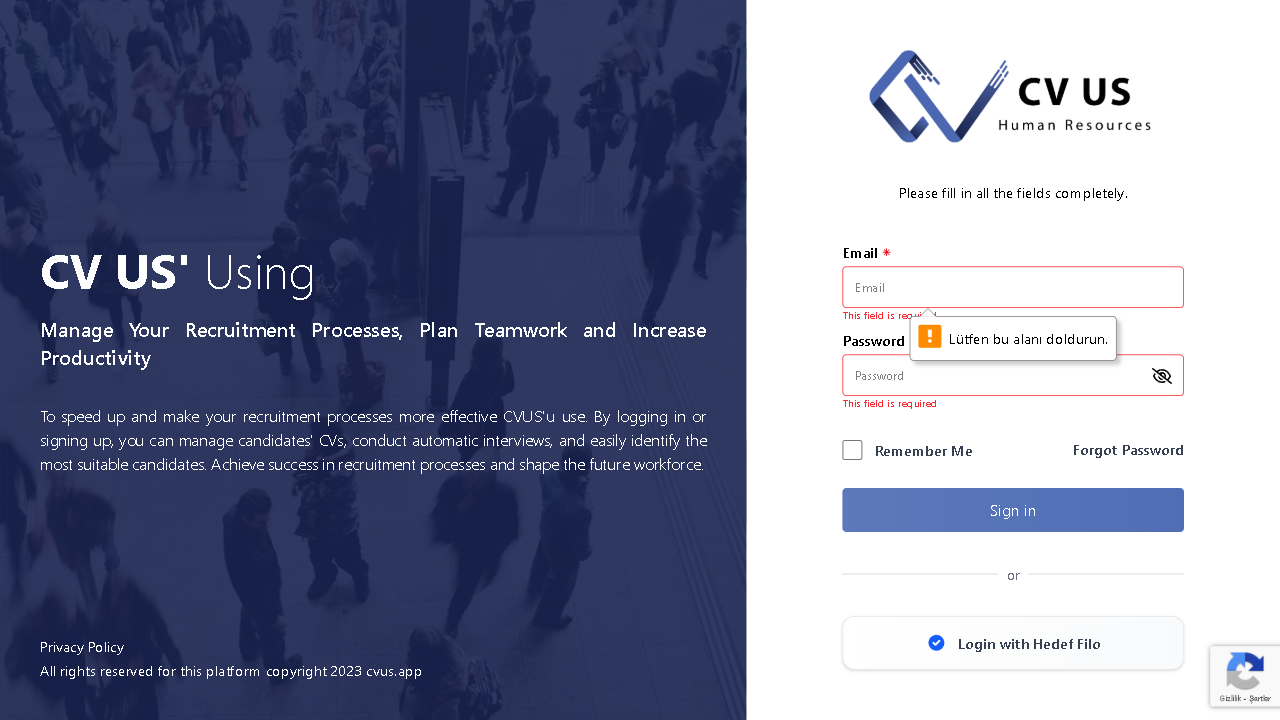 CV US' Using
Manage Your Recruitment Processes, Plan Teamwork and Increase
Productivity
To speed up and make your recruitment processes more effective CVUS'u use. By logging in or
signing up, you can manage candidates' CVs, conduct automatic interviews, and easily identify the
most suitable candidates. Achieve success in recruitment processes and shape the future workforce.
Privacy Policy
All rights reserved for this platform copyright 2023 cvus.app
CV US
Human Resources
Please fill in all the fields completely.
Email *
Email
This field is
Lütfen bu alanı doldurun.
Password
Password
This field is required
Remember Me
Forgot Password
Sign in
or
Login with Hedef Filo
Gizlilik - Şartlar